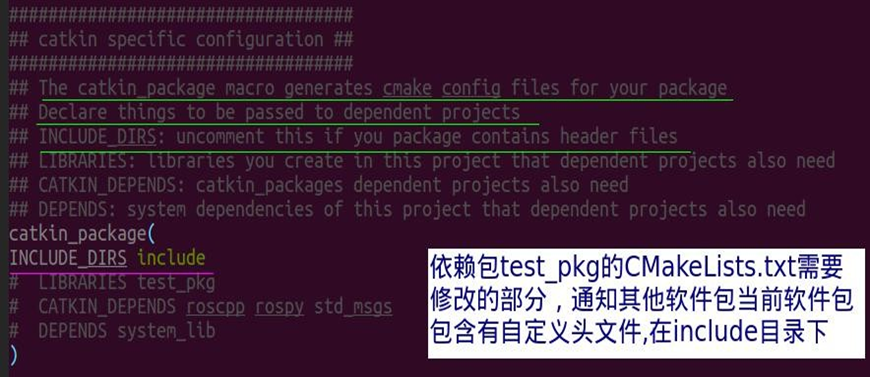 ###################################
## catkin specific configuration ##
###################################
## The catkin_package macro generates cmake config files for your package
## Declare things to be passed to dependent projects
## INCLUDE_DIRS: uncomment this if you package contains header files
## LIBRARIES: libraries you create in this project that dependent projects also need
## CATKIN_DEPENDS: catkin_packages dependent projects also need
## DEPENDS: system dependencies of this project that dependent projects also need
catkin_package(
INCLUDE_DIRS include
#  LIBRARIES test_pkg
#  CATKIN_DEPENDS roscpp rospy std_msgs
#  DEPENDS system_lib
)
依赖包test_pkg的CMakeLists.txt需要
修改的部分，通知其他软件包当前软件包
包含有自定义头文件,在include目录下